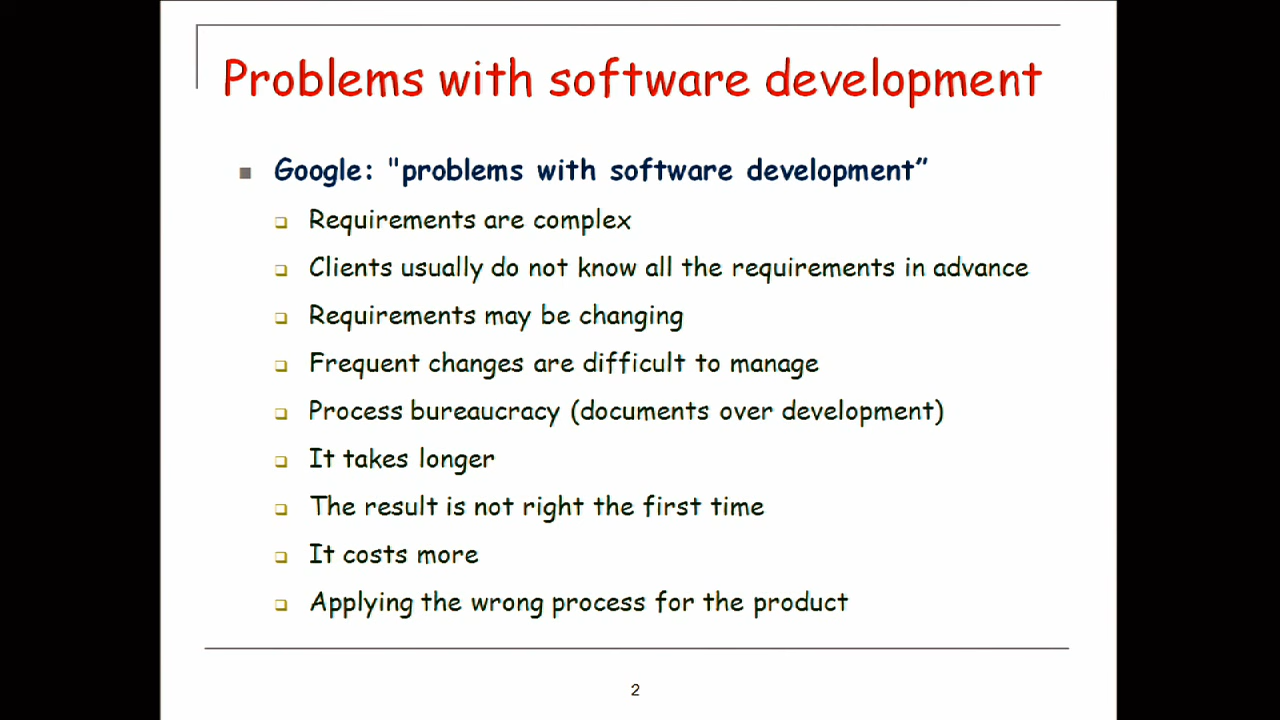 Problems with software development
Google: "problems with software development”
Requirements are complex
Clients usually do not know all the requirements in advance
Requirements may be changing
Frequent changes are difficult to manage
Process bureaucracy (documents over development)
It takes longer
The result is not right the first time
It costs more
Applying the wrong process for the product
2